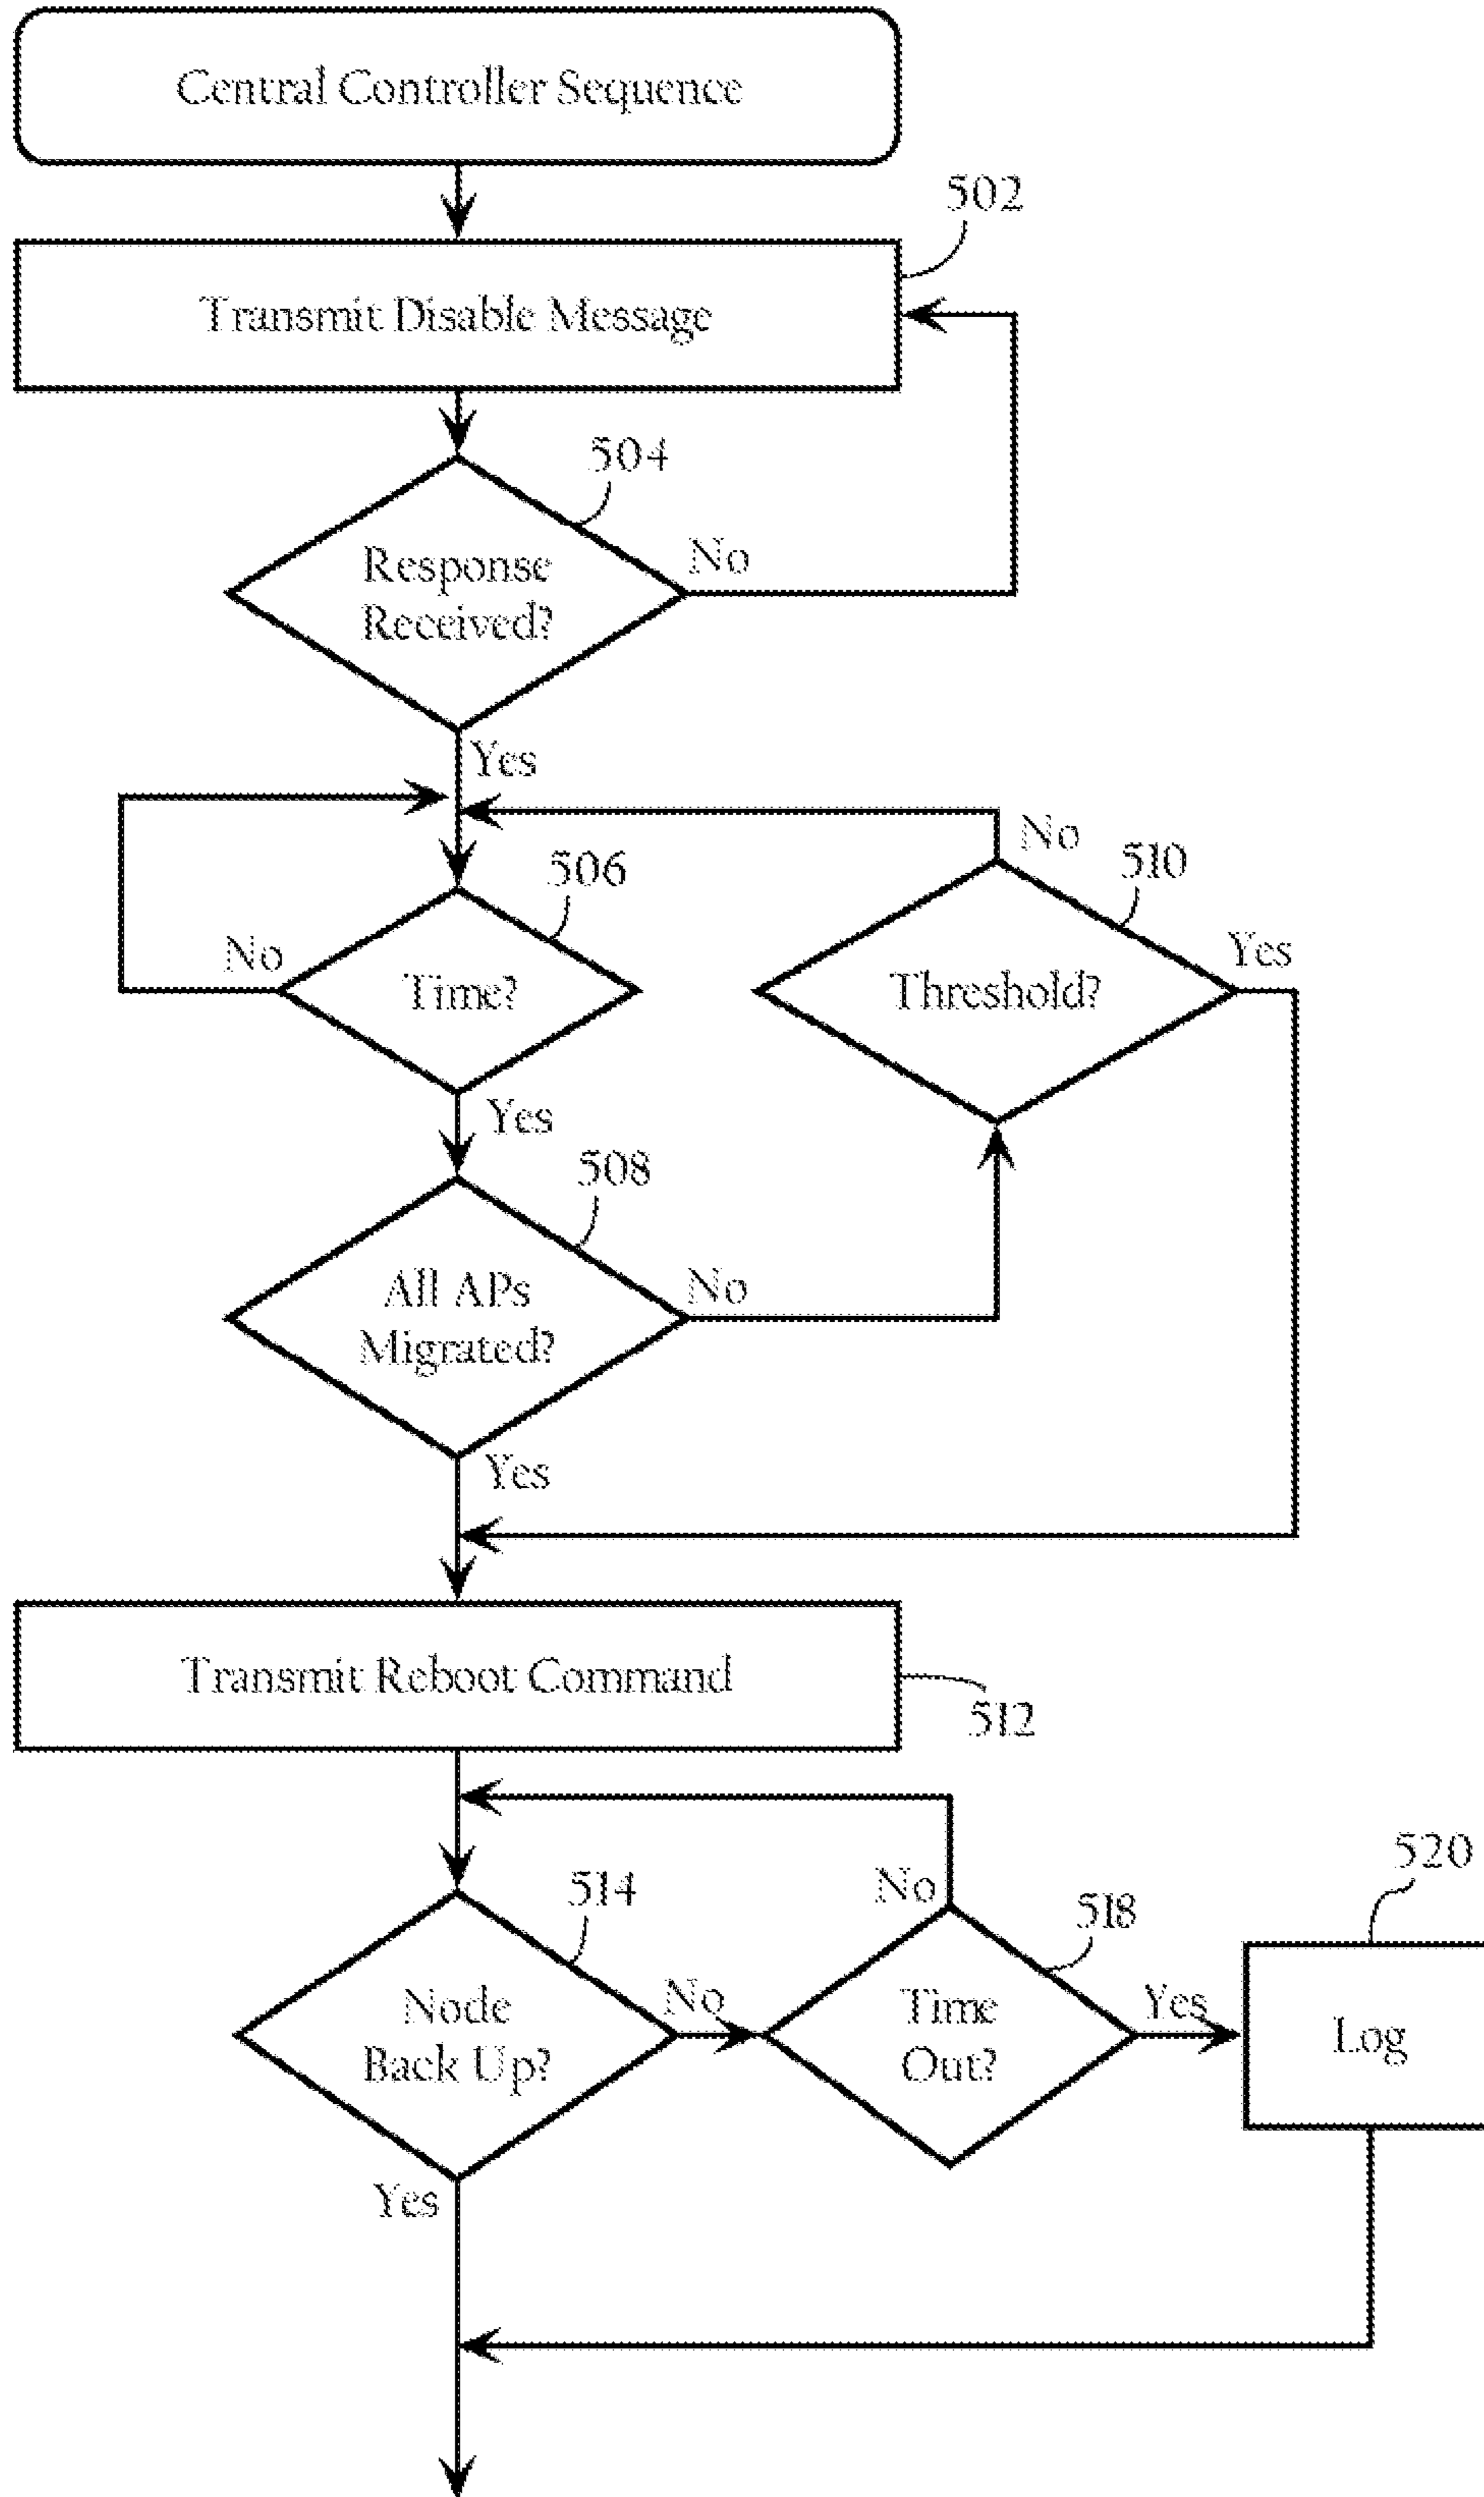 Central Controller Sequence
502
Transmit Disable Message
504
Response
Received?
No
Yes
506
No
Time?
Yes
No
510
Threshold?
Yes
508
All APs
Migrated?
No
Yes
Transmit Reboot Command
512
514
Node
Back Up?
No
Yes
No
518
Time
Out?
Yes
520
Log